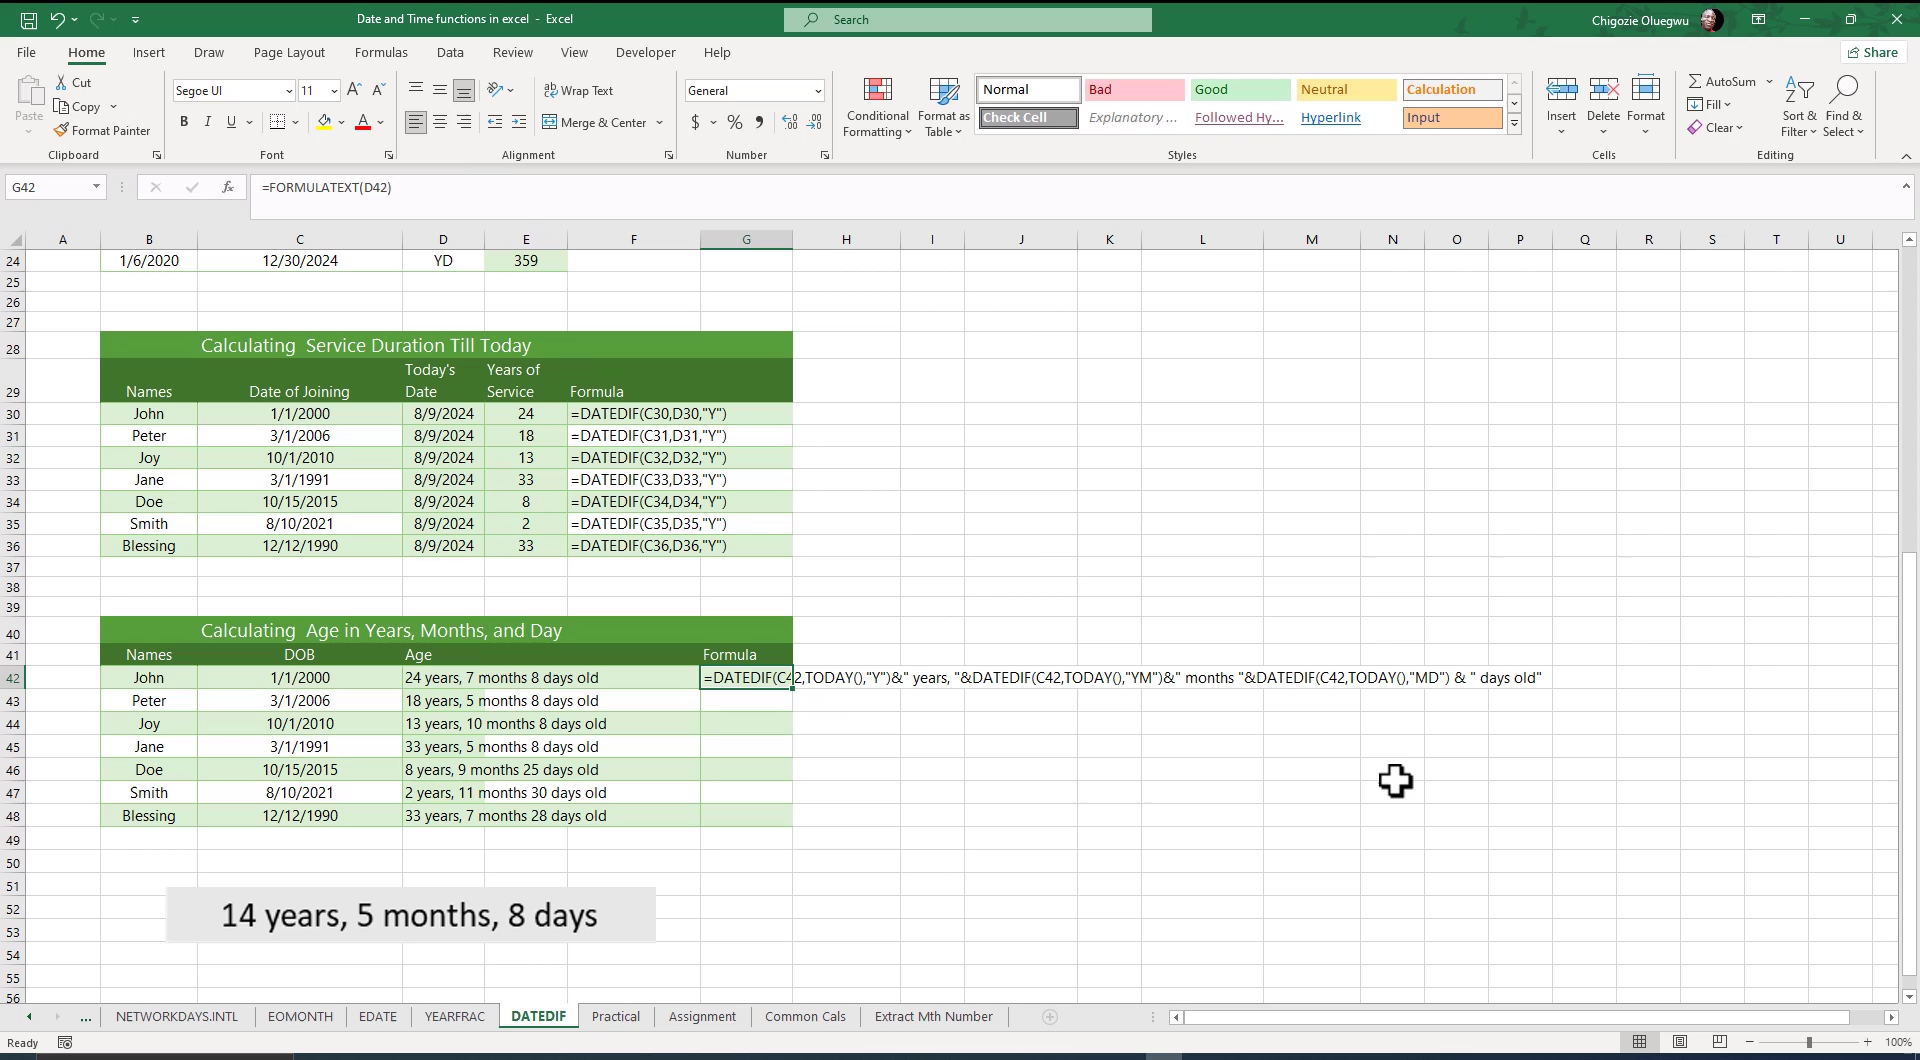 Date and Time functions in excel - Excel
Search
Chigozie Oluegwu
File Home Insert Draw Page Layout Formulas Data Review View Developer Help
Share
Paste
Cut
Copy
Format Painter
Clipboard
Segoe UI 11
B I U
Font
Wrap Text
Merge & Center
Alignment
General
$ % 9
Number
Conditional Formatting
Format as Table
Normal Bad Good Neutral Calculation
Check Cell Explanatory ... Followed Hy... Hyperlink Input
Styles
Insert Delete Format
Cells
AutoSum
Fill
Clear
Sort & Filter
Find & Select
Editing
G42
fx
=FORMULATEXT(D42)
A B C D E F G H I J K L M N O P Q R S T U
24 1/6/2020 12/30/2024 YD 359
25
26
27
28 Calculating Service Duration Till Today
29 Names Date of Joining Today's Date Years of Service Formula
30 John 1/1/2000 8/9/2024 24 =DATEDIF(C30,D30,"Y")
31 Peter 3/1/2006 8/9/2024 18 =DATEDIF(C31,D31,"Y")
32 Joy 10/1/2010 8/9/2024 13 =DATEDIF(C32,D32,"Y")
33 Jane 3/1/1991 8/9/2024 33 =DATEDIF(C33,D33,"Y")
34 Doe 10/15/2015 8/9/2024 8 =DATEDIF(C34,D34,"Y")
35 Smith 8/10/2021 8/9/2024 2 =DATEDIF(C35,D35,"Y")
36 Blessing 12/12/1990 8/9/2024 33 =DATEDIF(C36,D36,"Y")
37
38
39
40 Calculating Age in Years, Months, and Day
41 Names DOB Age Formula
42 John 1/1/2000 24 years, 7 months 8 days old =DATEDIF(C42,TODAY(),"Y")&" years, "&DATEDIF(C42,TODAY(),"YM")&" months "&DATEDIF(C42,TODAY(),"MD") & " days old"
43 Peter 3/1/2006 18 years, 5 months 8 days old
44 Joy 10/1/2010 13 years, 10 months 8 days old
45 Jane 3/1/1991 33 years, 5 months 8 days old
46 Doe 10/15/2015 8 years, 9 months 25 days old
47 Smith 8/10/2021 2 years, 11 months 30 days old
48 Blessing 12/12/1990 33 years, 7 months 28 days old
49
50
51
52
53
54
55
56
14 years, 5 months, 8 days
... NETWORKDAYS.INTL EOMONTH EDATE YEARFRAC DATEDIF Practical Assignment Common Cals Extract Mth Number
Ready
100%